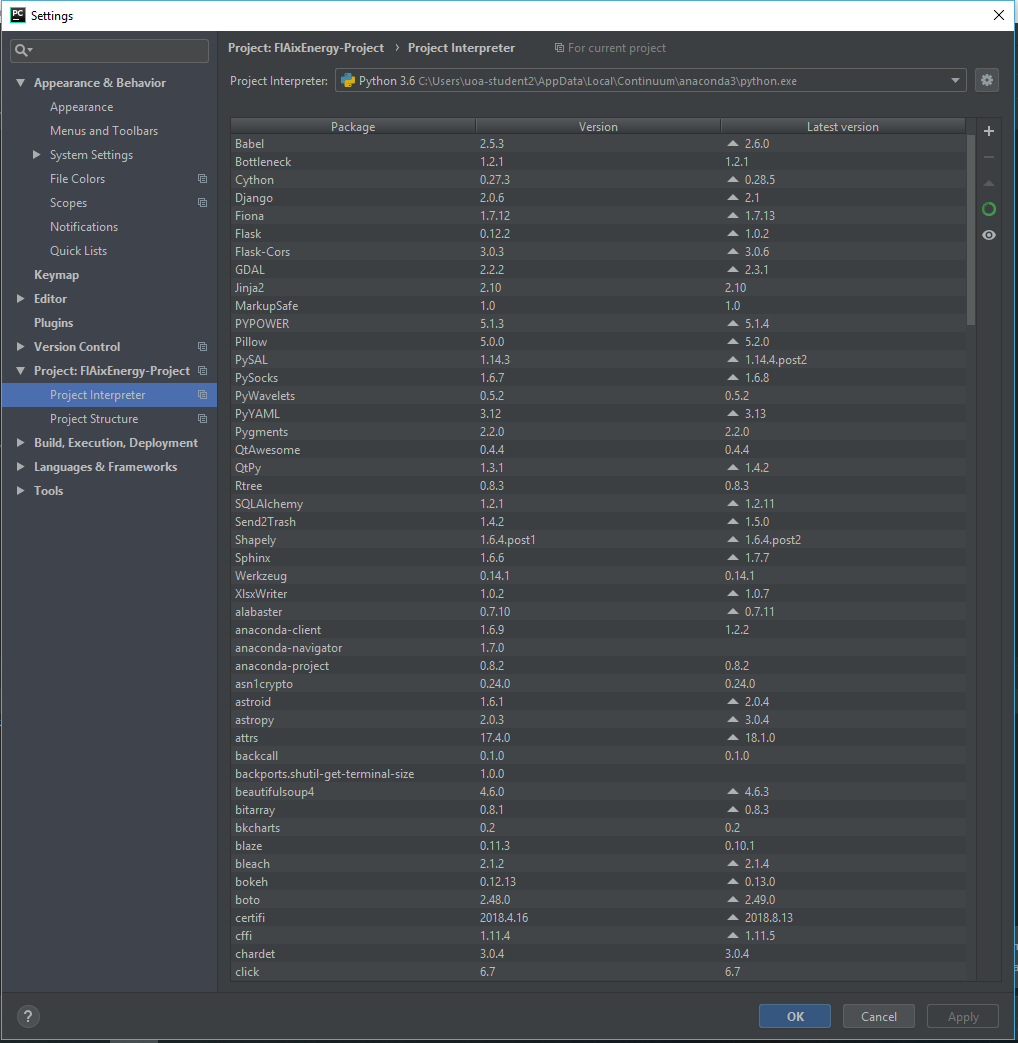 PC Settings
Project: FIAixEnergy-Project › Project Interpreter For current project
Project Interpreter: Python 3.6 C:\Users\uoa-student2\AppData\Local\Continuum\anaconda3\python.exe
Appearance & Behavior
Appearance
Menus and Toolbars
System Settings
File Colors
Scopes
Notifications
Quick Lists
Keymap
Editor
Plugins
Version Control
Project: FIAixEnergy-Project
Project Interpreter
Project Structure
Build, Execution, Deployment
Languages & Frameworks
Tools
Package Version Latest version
Babel 2.5.3 2.6.0
Bottleneck 1.2.1 1.2.1
Cython 0.27.3 0.28.5
Django 2.0.6 2.1
Fiona 1.7.12 1.7.13
Flask 0.12.2 1.0.2
Flask-Cors 3.0.3 3.0.6
GDAL 2.2.2 2.3.1
Jinja2 2.10 2.10
MarkupSafe 1.0 1.0
PYPOWER 5.1.3 5.1.4
Pillow 5.0.0 5.2.0
PySAL 1.14.3 1.14.4.post2
PySocks 1.6.7 1.6.8
PyWavelets 0.5.2 0.5.2
PyYAML 3.12 3.13
Pygments 2.2.0 2.2.0
QtAwesome 0.4.4 0.4.4
QtPy 1.3.1 1.4.2
Rtree 0.8.3 0.8.3
SQLAlchemy 1.2.1 1.2.11
Send2Trash 1.4.2 1.5.0
Shapely 1.6.4.post1 1.6.4.post2
Sphinx 1.6.6 1.7.7
Werkzeug 0.14.1 0.14.1
XlsxWriter 1.0.2 1.0.7
alabaster 0.7.10 0.7.11
anaconda-client 1.6.9 1.2.2
anaconda-navigator 1.7.0
anaconda-project 0.8.2 0.8.2
asn1crypto 0.24.0 0.24.0
astroid 1.6.1 2.0.4
astropy 2.0.3 3.0.4
attrs 17.4.0 18.1.0
backcall 0.1.0 0.1.0
backports.shutil-get-terminal-size 1.0.0
beautifulsoup4 4.6.0 4.6.3
bitarray 0.8.1 0.8.3
bkcharts 0.2 0.2
blaze 0.11.3 0.10.1
bleach 2.1.2 2.1.4
bokeh 0.12.13 0.13.0
boto 2.48.0 2.49.0
certifi 2018.4.16 2018.8.13
cffi 1.11.4 1.11.5
chardet 3.0.4 3.0.4
click 6.7 6.7
? OK Cancel Apply